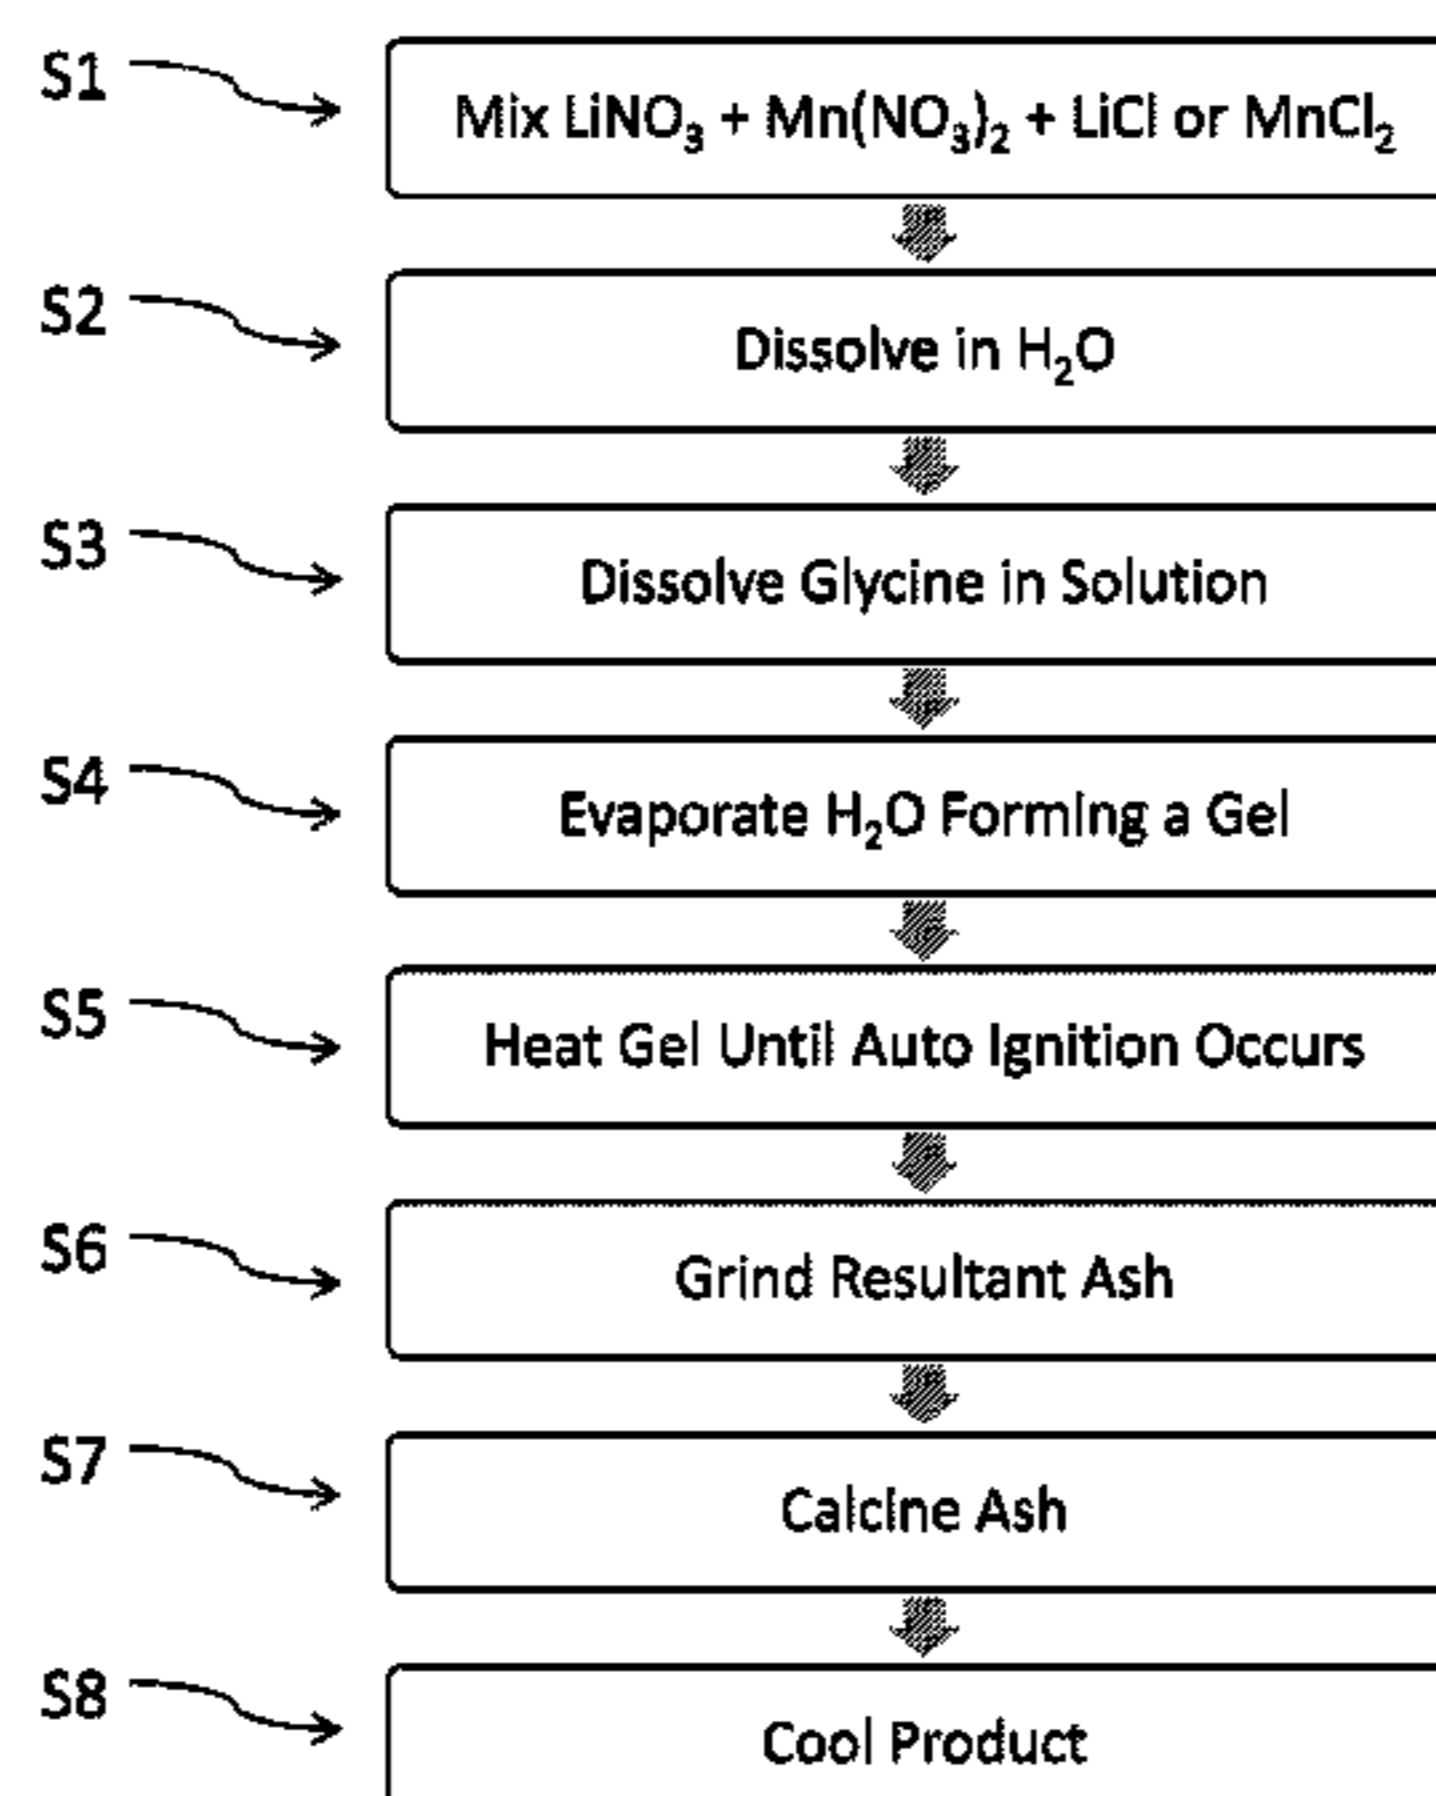 S1 Mix LiNO₃ + Mn(NO₃)₂ + LiCl or MnCl₂
S2 Dissolve in H₂O
S3 Dissolve Glycine in Solution
S4 Evaporate H₂O Forming a Gel
S5 Heat Gel Until Auto Ignition Occurs
S6 Grind Resultant Ash
S7 Calcine Ash
S8 Cool Product